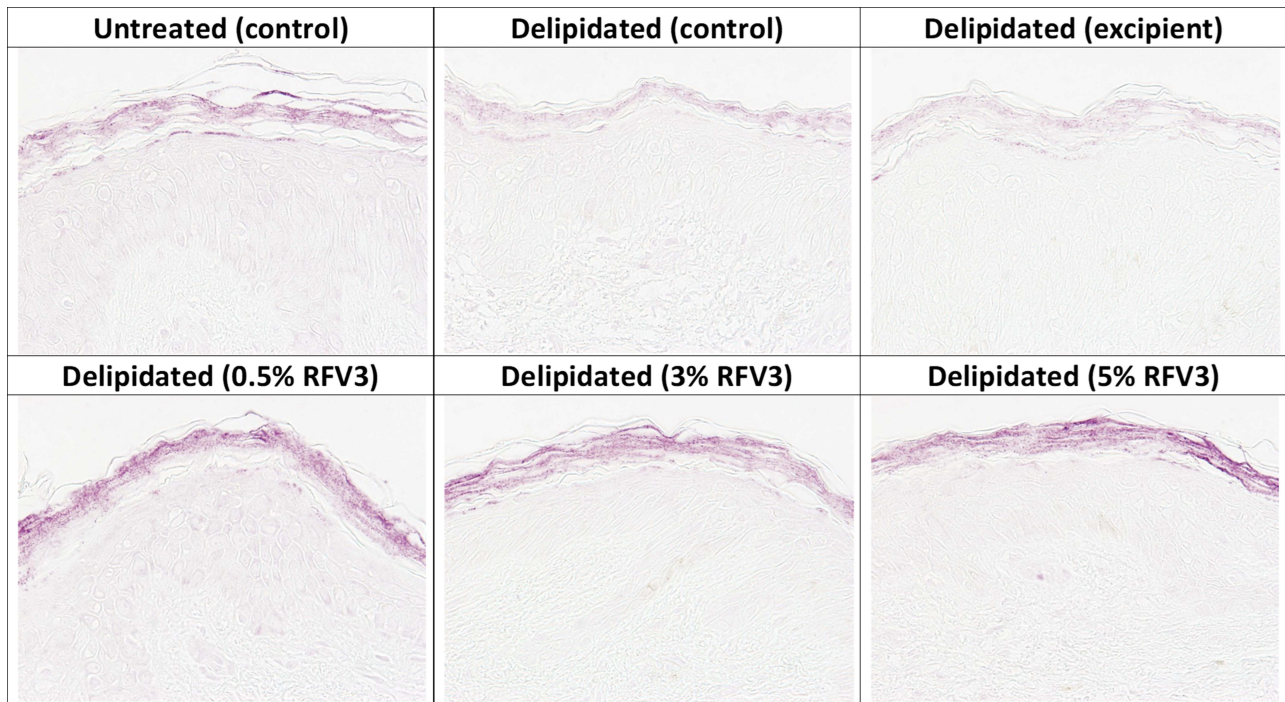 Untreated (control)
Delipidated (control)
Delipidated (excipient)
Delipidated (0.5% RFV3)
Delipidated (3% RFV3)
Delipidated (5% RFV3)